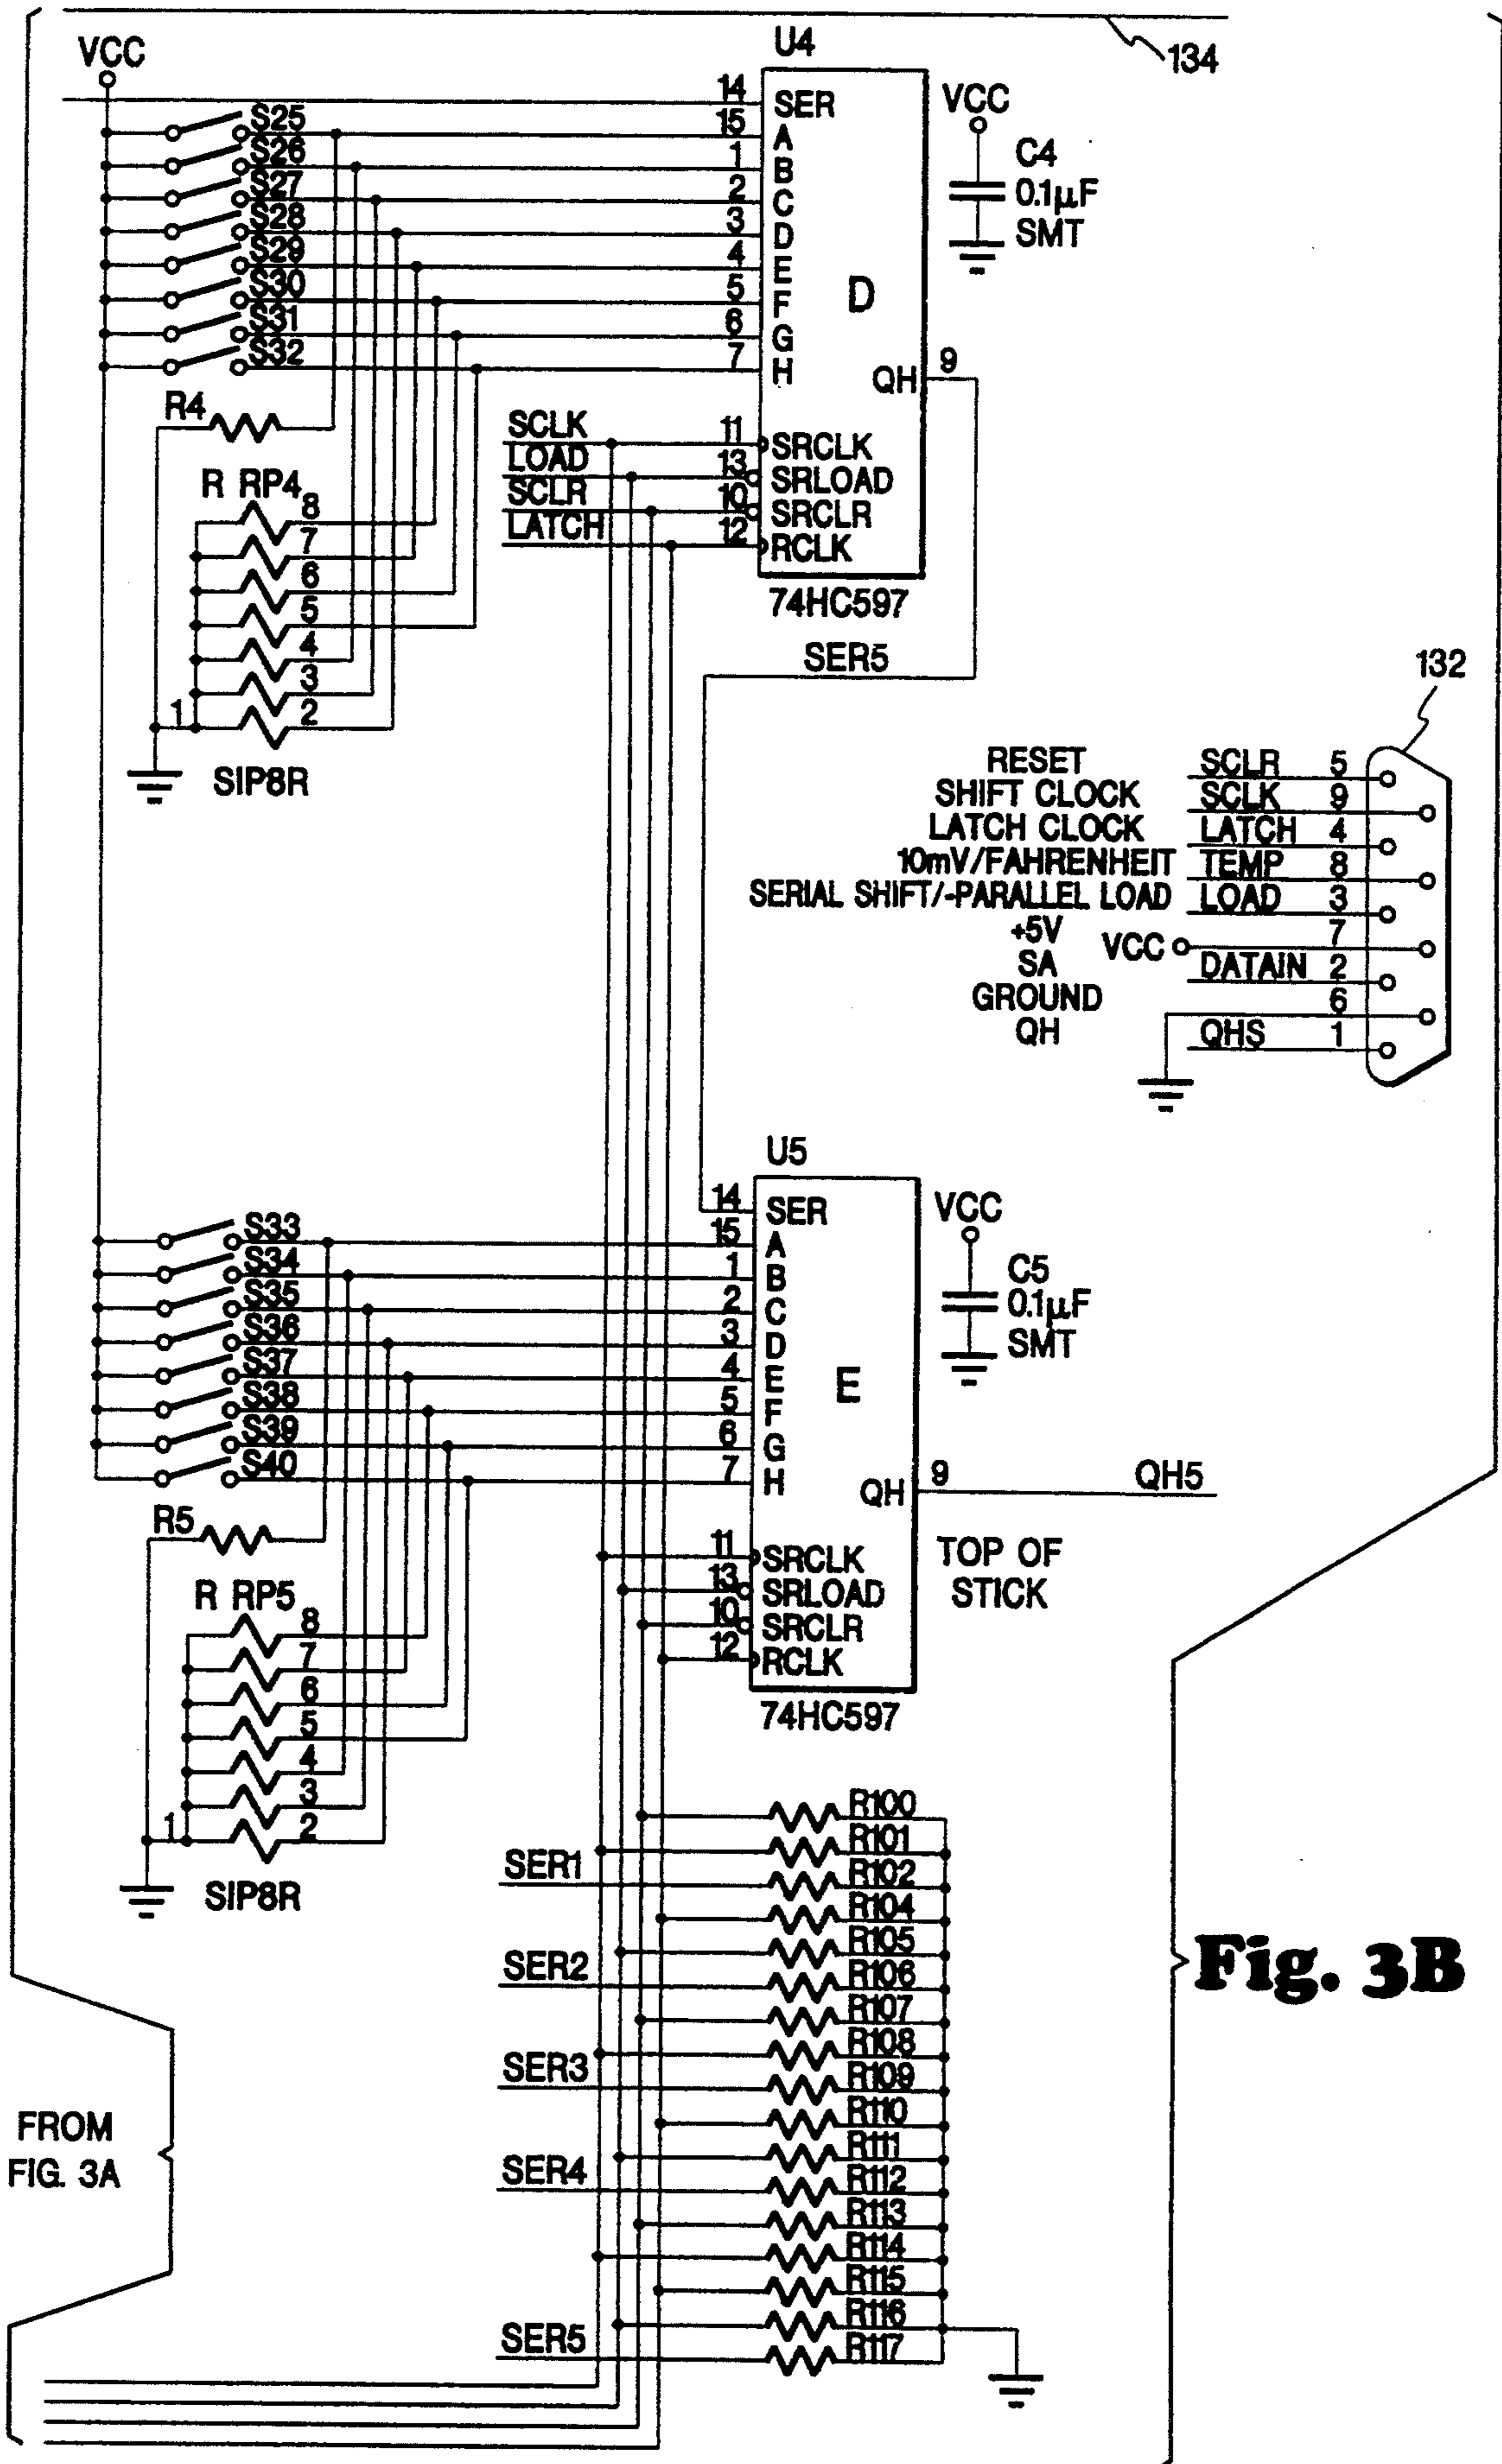 134
VCC
U4
14 SER
S25 15 A
S26 1 B
S27 2 C
S28 3 D
S29 4 E
S30 5 F
S31 6 G
S32 7 H
D
QH 9
VCC
C4
0.1µF
SMT
R4
SCLK 11 SRCLK
LOAD 13 SRLOAD
SCLR 10 SRCLR
LATCH 12 RCLK
74HC597
R RP4
8
7
6
5
4
3
1 2
SIP8R
SER5
132
RESET SCLR 5
SHIFT CLOCK SCLK 9
LATCH CLOCK LATCH 4
10mV/FAHRENHEIT TEMP 8
SERIAL SHIFT/-PARALLEL LOAD LOAD 3
+5V VCC 7
SA DATAIN 2
GROUND 6
QH QHS 1
U5
14 SER
S33 15 A
S34 1 B
S35 2 C
S36 3 D
S37 4 E
S38 5 F
S39 6 G
S40 7 H
E
QH 9 QH5
VCC
C5
0.1µF
SMT
R5
11 SRCLK
13 SRLOAD
10 SRCLR
12 RCLK
74HC597
TOP OF
STICK
R RP5
8
7
6
5
4
3
1 2
SIP8R
R100
R101
SER1 R102
R104
R105
SER2 R106
R107
R108
SER3 R109
R110
R111
SER4 R112
R113
R114
R115
R116
SER5 R117
FROM
FIG. 3A
Fig. 3B